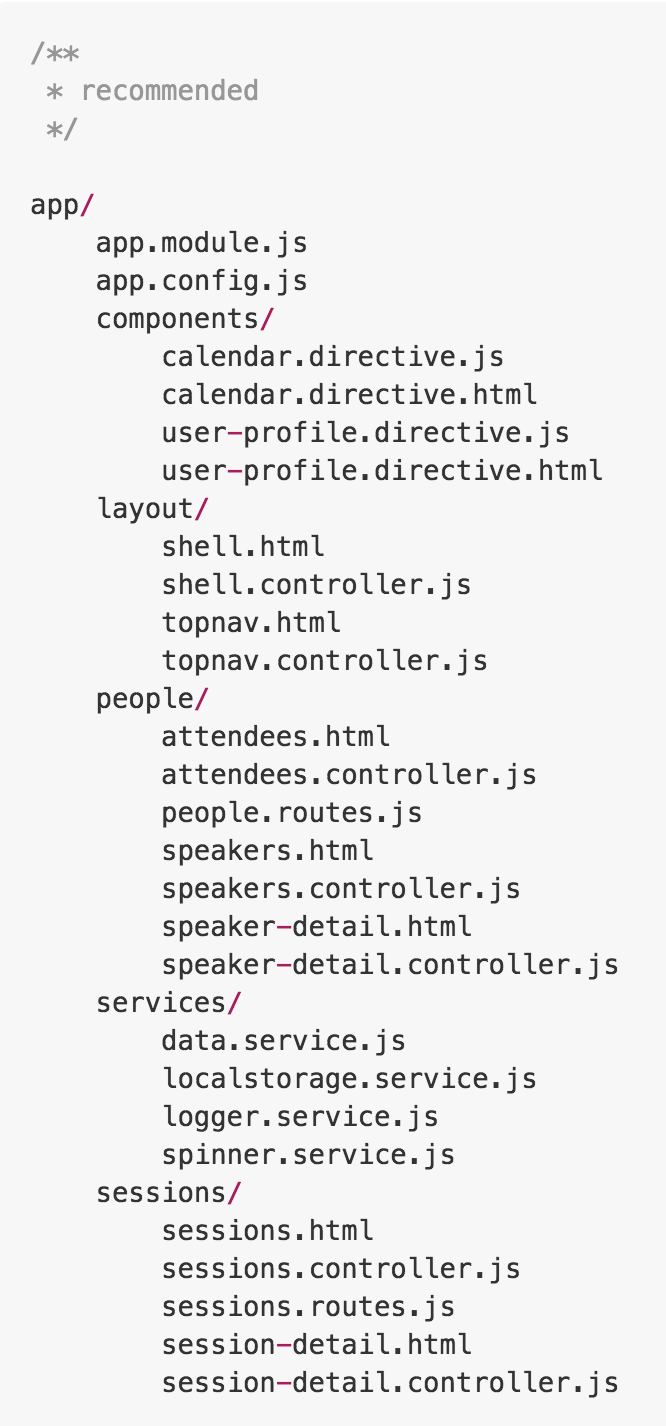 /**
 * recommended
 */

app/
    app.module.js
    app.config.js
    components/
        calendar.directive.js
        calendar.directive.html
        user-profile.directive.js
        user-profile.directive.html
    layout/
        shell.html
        shell.controller.js
        topnav.html
        topnav.controller.js
    people/
        attendees.html
        attendees.controller.js
        people.routes.js
        speakers.html
        speakers.controller.js
        speaker-detail.html
        speaker-detail.controller.js
    services/
        data.service.js
        localstorage.service.js
        logger.service.js
        spinner.service.js
    sessions/
        sessions.html
        sessions.controller.js
        sessions.routes.js
        session-detail.html
        session-detail.controller.js